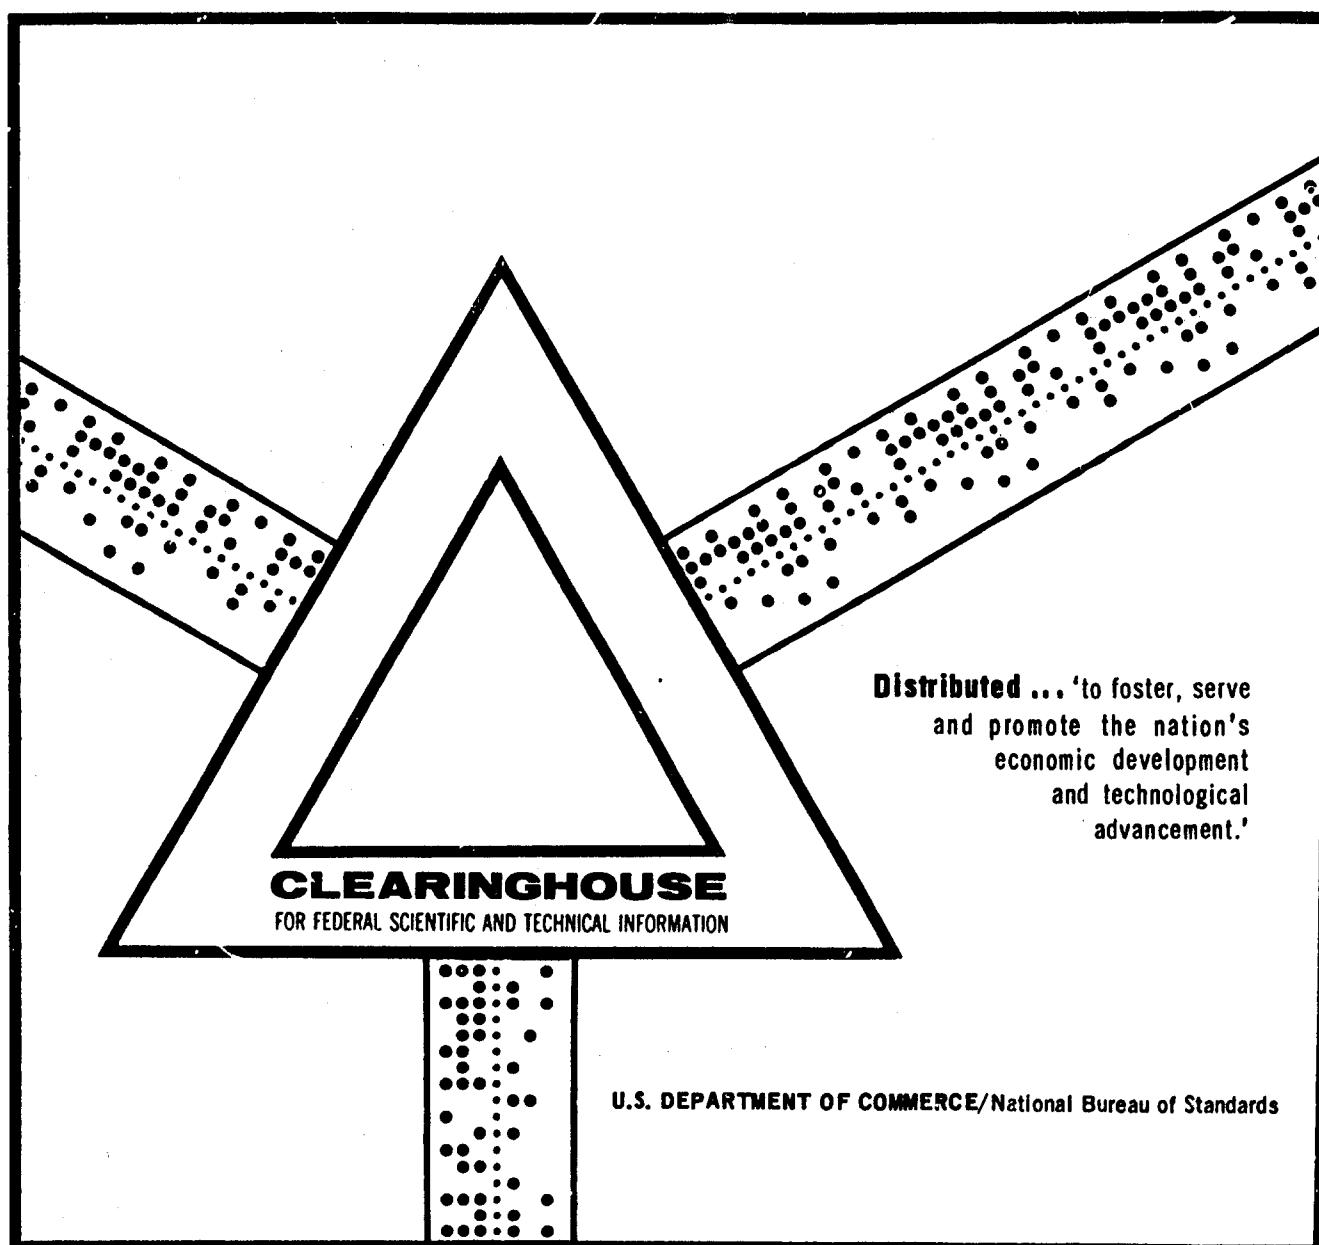 Distributed ... 'to foster, serve
and promote the nation's
economic development
and technological
advancement.'
CLEARINGHOUSE
FOR FEDERAL SCIENTIFIC AND TECHNICAL INFORMATION
U.S. DEPARTMENT OF COMMERCE/National Bureau of Standards